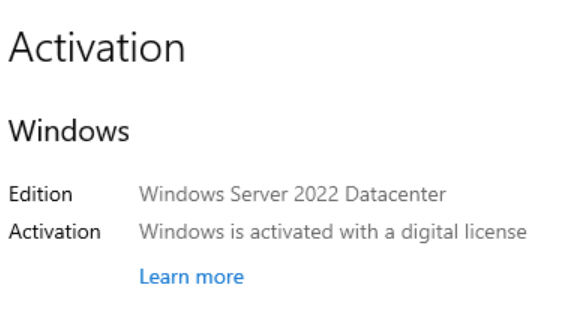 Activation
Windows
Edition Windows Server 2022 Datacenter
Activation Windows is activated with a digital license
Learn more